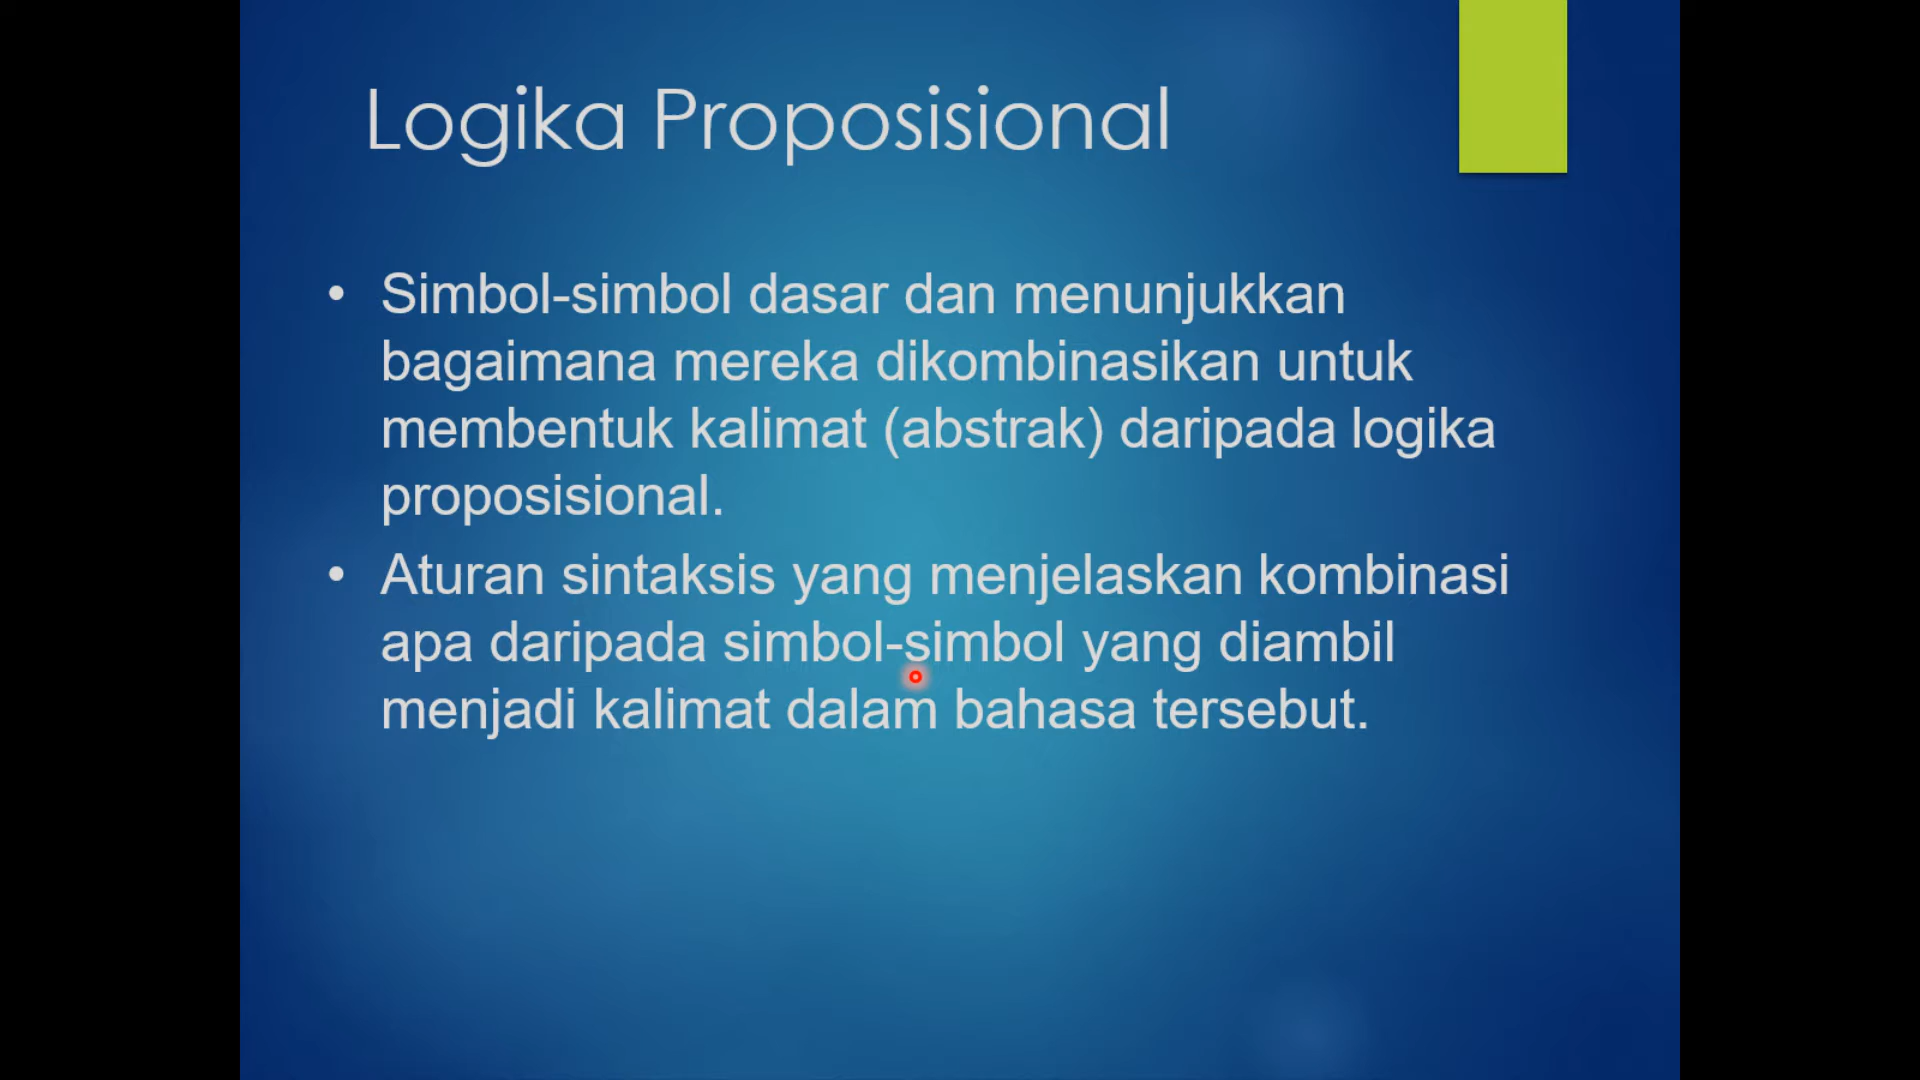 Logika Proposisional
• Simbol-simbol dasar dan menunjukkan
bagaimana mereka dikombinasikan untuk
membentuk kalimat (abstrak) daripada logika
proposisional.
• Aturan sintaksis yang menjelaskan kombinasi
apa daripada simbol-simbol yang diambil
menjadi kalimat dalam bahasa tersebut.